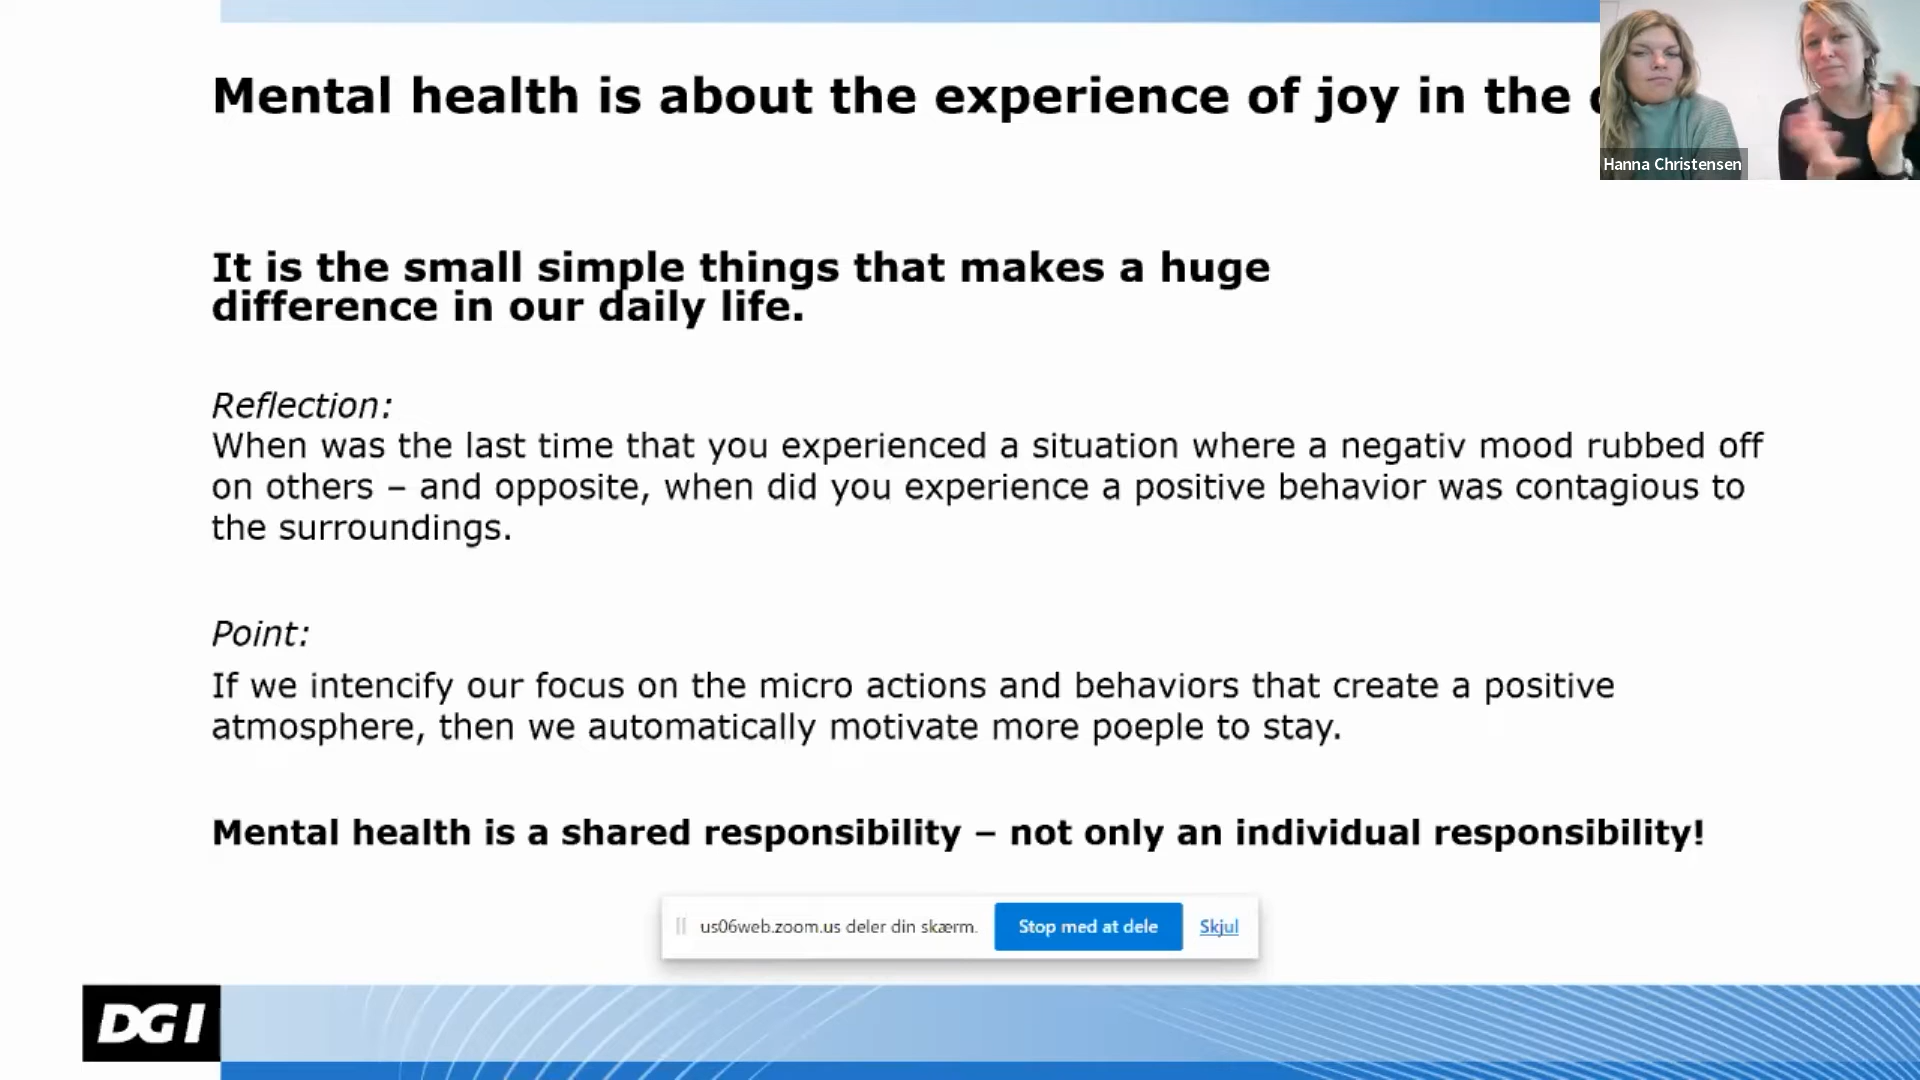 Mental health is about the experience of joy in the
Hanna Christensen
It is the small simple things that makes a huge
difference in our daily life.
Reflection:
When was the last time that you experienced a situation where a negativ mood rubbed off
on others – and opposite, when did you experience a positive behavior was contagious to
the surroundings.
Point:
If we intencify our focus on the micro actions and behaviors that create a positive
atmosphere, then we automatically motivate more poeple to stay.
Mental health is a shared responsibility – not only an individual responsibility!
us06web.zoom.us deler din skærm. Stop med at dele Skjul
DGI